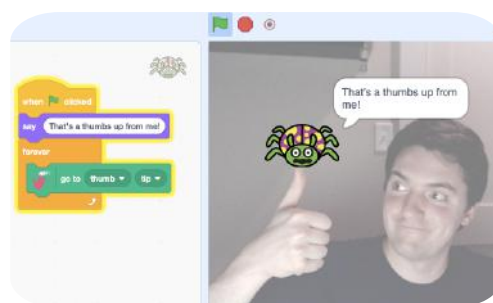 when clicked
say That's a thumbs up from me!
forever
go to thumb tip
That's a thumbs up from
me!